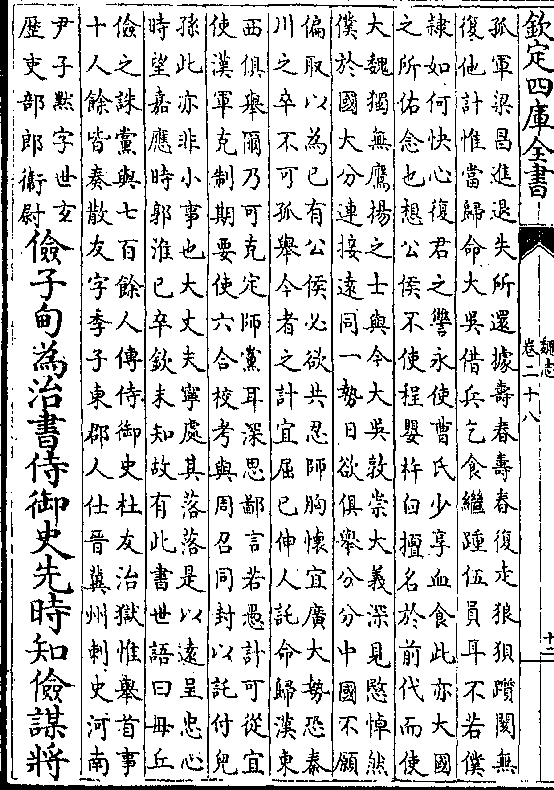 欽定四庫全書
魏志
卷二十八
十二
孤軍梁昌進退失所還據壽春壽春復走狼狽躓閡無
復他計惟當歸命大吳借兵乞食繼踵伍員耳不若僕
隸如何快心復君之讐永使曹氏少享血食此亦大國
之所佑念也想公侯不使程嬰杵臼擅名於前代而使
大魏獨無鷹揚之士與今大吳敦崇大義深見愍悼然
僕於國大分連接遠同一勢日欲俱舉分分中國不願
偏取以為已有公侯必欲共忍師胸懷宜廣大勢恐秦
川之卒不可孤舉今者之計宜屈已伸人託命歸漢東
西俱舉爾乃可克定師黨耳深思鄙言若愚計可從宜
使漢軍克制期要使六合校考與周召同封以託付兒
孫此亦非小事也大丈夫寧處其落落是以遠呈忠心
時望嘉應時郭淮已卒欽未知故有此書世語曰毋丘
儉之誅黨與七百餘人傳侍御史杜友治獄惟舉首事
十人餘皆奏散友字季子東郡人仕晉冀州刺史河南
尹子黙字世玄
歴吏部郎衛尉
儉子甸為治書侍御史先時知儉謀將